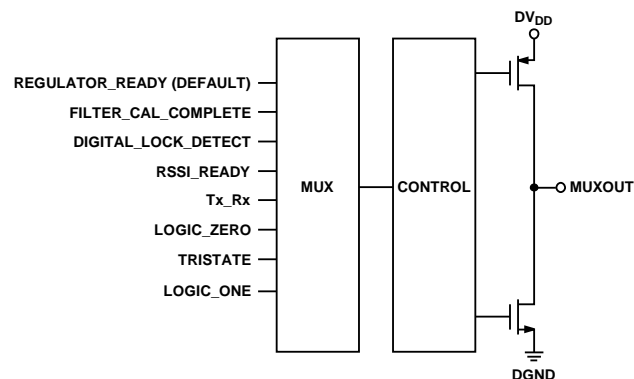 DVDD
REGULATOR_READY (DEFAULT)
FILTER_CAL_COMPLETE
DIGITAL_LOCK_DETECT
RSSI_READY
Tx_Rx
LOGIC_ZERO
TRISTATE
LOGIC_ONE
MUX
CONTROL
MUXOUT
DGND